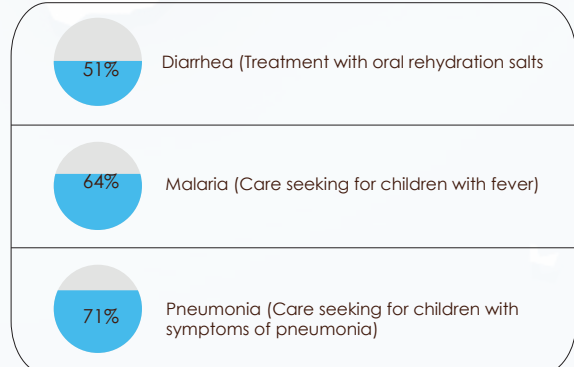 51%
Diarrhea (Treatment with oral rehydration salts
64%
Malaria (Care seeking for children with fever)
71%
Pneumonia (Care seeking for children with
symptoms of pneumonia)